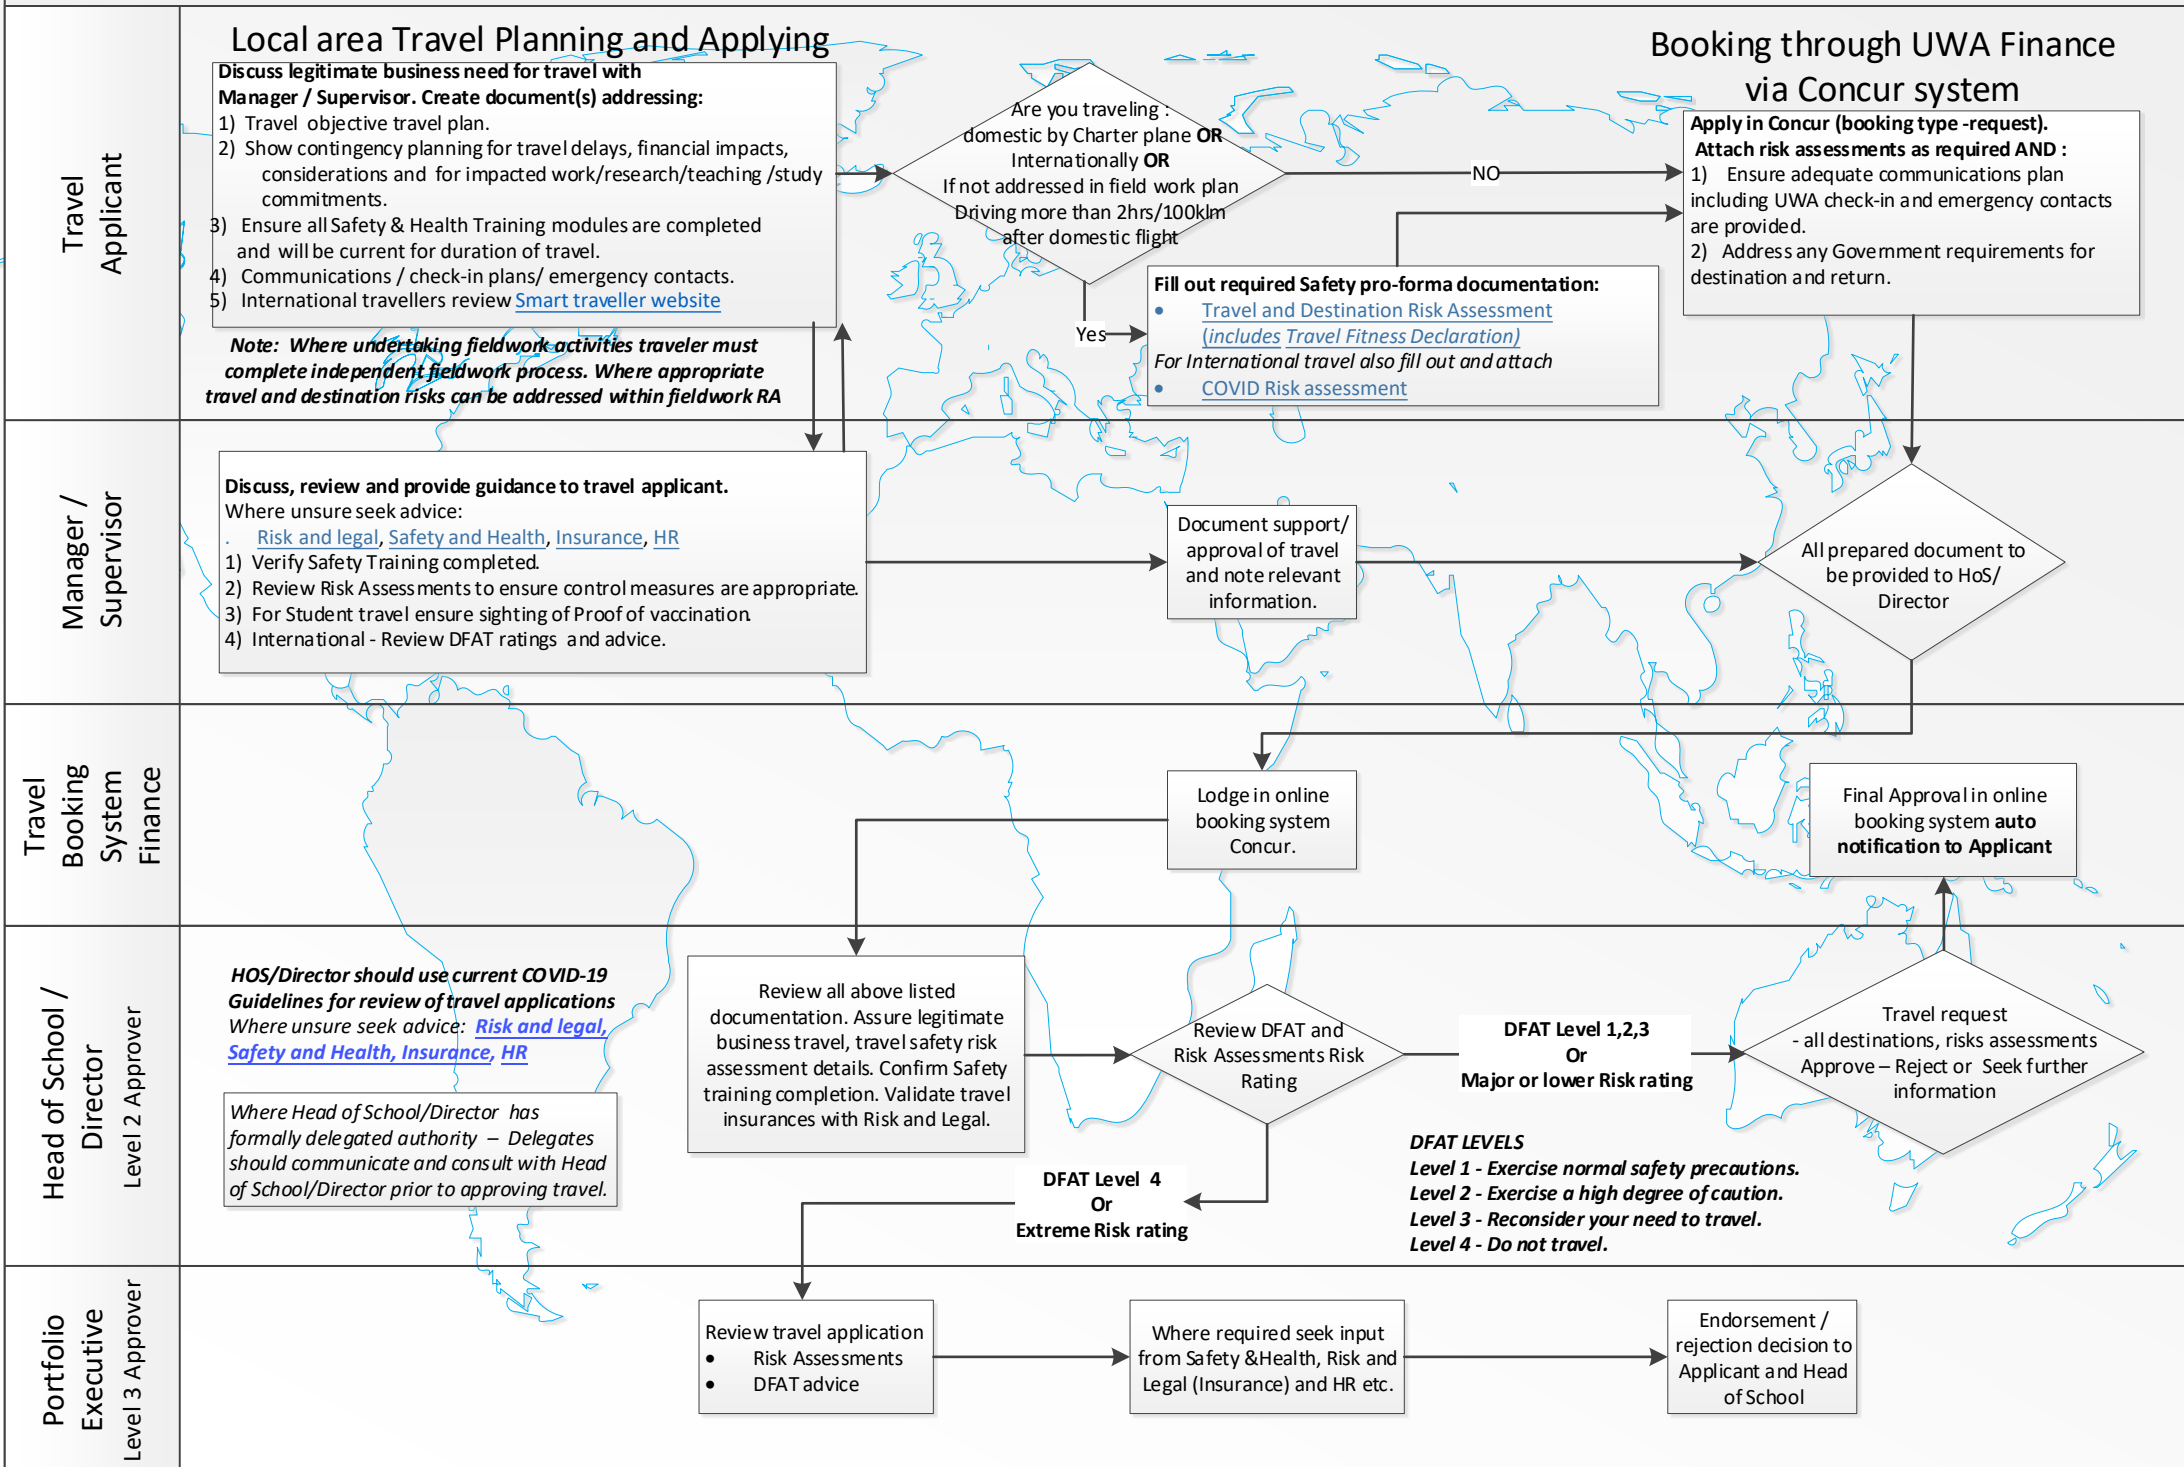 Local area Travel Planning and Applying
Booking through UWA Finance
via Concur system
Travel
Applicant
Discuss legitimate business need for travel with
Manager / Supervisor. Create document(s) addressing:
1) Travel objective travel plan.
2) Show contingency planning for travel delays, financial impacts,
considerations and for impacted work/research/teaching /study
commitments.
3) Ensure all Safety & Health Training modules are completed
and will be current for duration of travel.
4) Communications / check-in plans/ emergency contacts.
5) International travellers review Smart traveller website
Note: Where undertaking fieldwork activities traveler must
complete independent fieldwork process. Where appropriate
travel and destination risks can be addressed within fieldwork RA
Are you traveling :
domestic by Charter plane OR
Internationally OR
If not addressed in field work plan
Driving more than 2hrs/100klm
after domestic flight
NO
Yes
Fill out required Safety pro-forma documentation:
• Travel and Destination Risk Assessment
(includes Travel Fitness Declaration)
For International travel also fill out and attach
• COVID Risk assessment
Apply in Concur (booking type -request).
Attach risk assessments as required AND :
1) Ensure adequate communications plan
including UWA check-in and emergency contacts
are provided.
2) Address any Government requirements for
destination and return.
Manager /
Supervisor
Discuss, review and provide guidance to travel applicant.
Where unsure seek advice:
. Risk and legal, Safety and Health, Insurance, HR
1) Verify Safety Training completed.
2) Review Risk Assessments to ensure control measures are appropriate.
3) For Student travel ensure sighting of Proof of vaccination.
4) International - Review DFAT ratings and advice.
Document support/
approval of travel
and note relevant
information.
All prepared document to
be provided to HoS/
Director
Travel
Booking
System
Finance
Lodge in online
booking system
Concur.
Final Approval in online
booking system auto
notification to Applicant
Head of School /
Director
Level 2 Approver
HOS/Director should use current COVID-19
Guidelines for review of travel applications
Where unsure seek advice: Risk and legal,
Safety and Health, Insurance, HR
Where Head of School/Director has
formally delegated authority – Delegates
should communicate and consult with Head
of School/Director prior to approving travel.
Review all above listed
documentation. Assure legitimate
business travel, travel safety risk
assessment details. Confirm Safety
training completion. Validate travel
insurances with Risk and Legal.
Review DFAT and
Risk Assessments Risk
Rating
DFAT Level 1,2,3
Or
Major or lower Risk rating
Travel request
- all destinations, risks assessments
Approve – Reject or Seek further
information
DFAT Level 4
Or
Extreme Risk rating
DFAT LEVELS
Level 1 - Exercise normal safety precautions.
Level 2 - Exercise a high degree of caution.
Level 3 - Reconsider your need to travel.
Level 4 - Do not travel.
Portfolio
Executive
Level 3 Approver
Review travel application
• Risk Assessments
• DFAT advice
Where required seek input
from Safety &Health, Risk and
Legal (Insurance) and HR etc.
Endorsement /
rejection decision to
Applicant and Head
of School